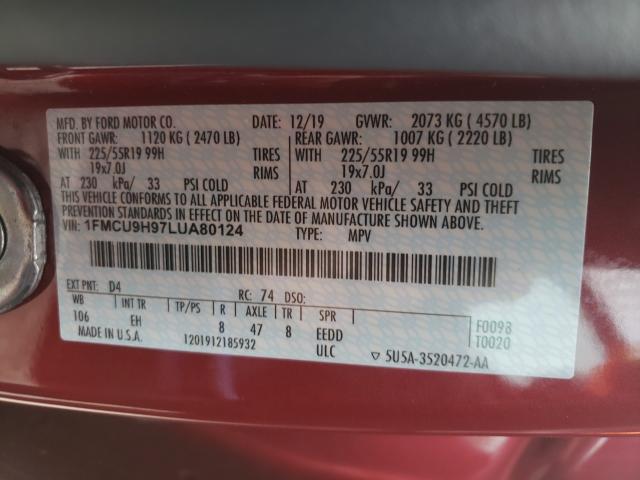 MFD. BY FORD MOTOR CO. DATE: 12/19 GVWR: 2073 KG ( 4570 LB)
FRONT GAWR: 1120 KG ( 2470 LB) REAR GAWR: 1007 KG ( 2220 LB)
WITH 225/55R19 99H TIRES WITH 225/55R19 99H TIRES
19x7.0J RIMS 19x7.0J RIMS
AT 230 kPa/ 33 PSI COLD AT 230 kPa/ 33 PSI COLD
THIS VEHICLE CONFORMS TO ALL APPLICABLE FEDERAL MOTOR VEHICLE SAFETY AND THEFT
PREVENTION STANDARDS IN EFFECT ON THE DATE OF MANUFACTURE SHOWN ABOVE.
VIN: 1FMCU9H97LUA80124 TYPE: MPV
EXT PNT: D4 RC: 74 DSO:
WB INT TR TP/PS R AXLE TR SPR
106 EH 8 47 8 EEDD F0098
MADE IN U.S.A. 1201912185932 ULC T0020
▽ 5U5A-3520472-AA